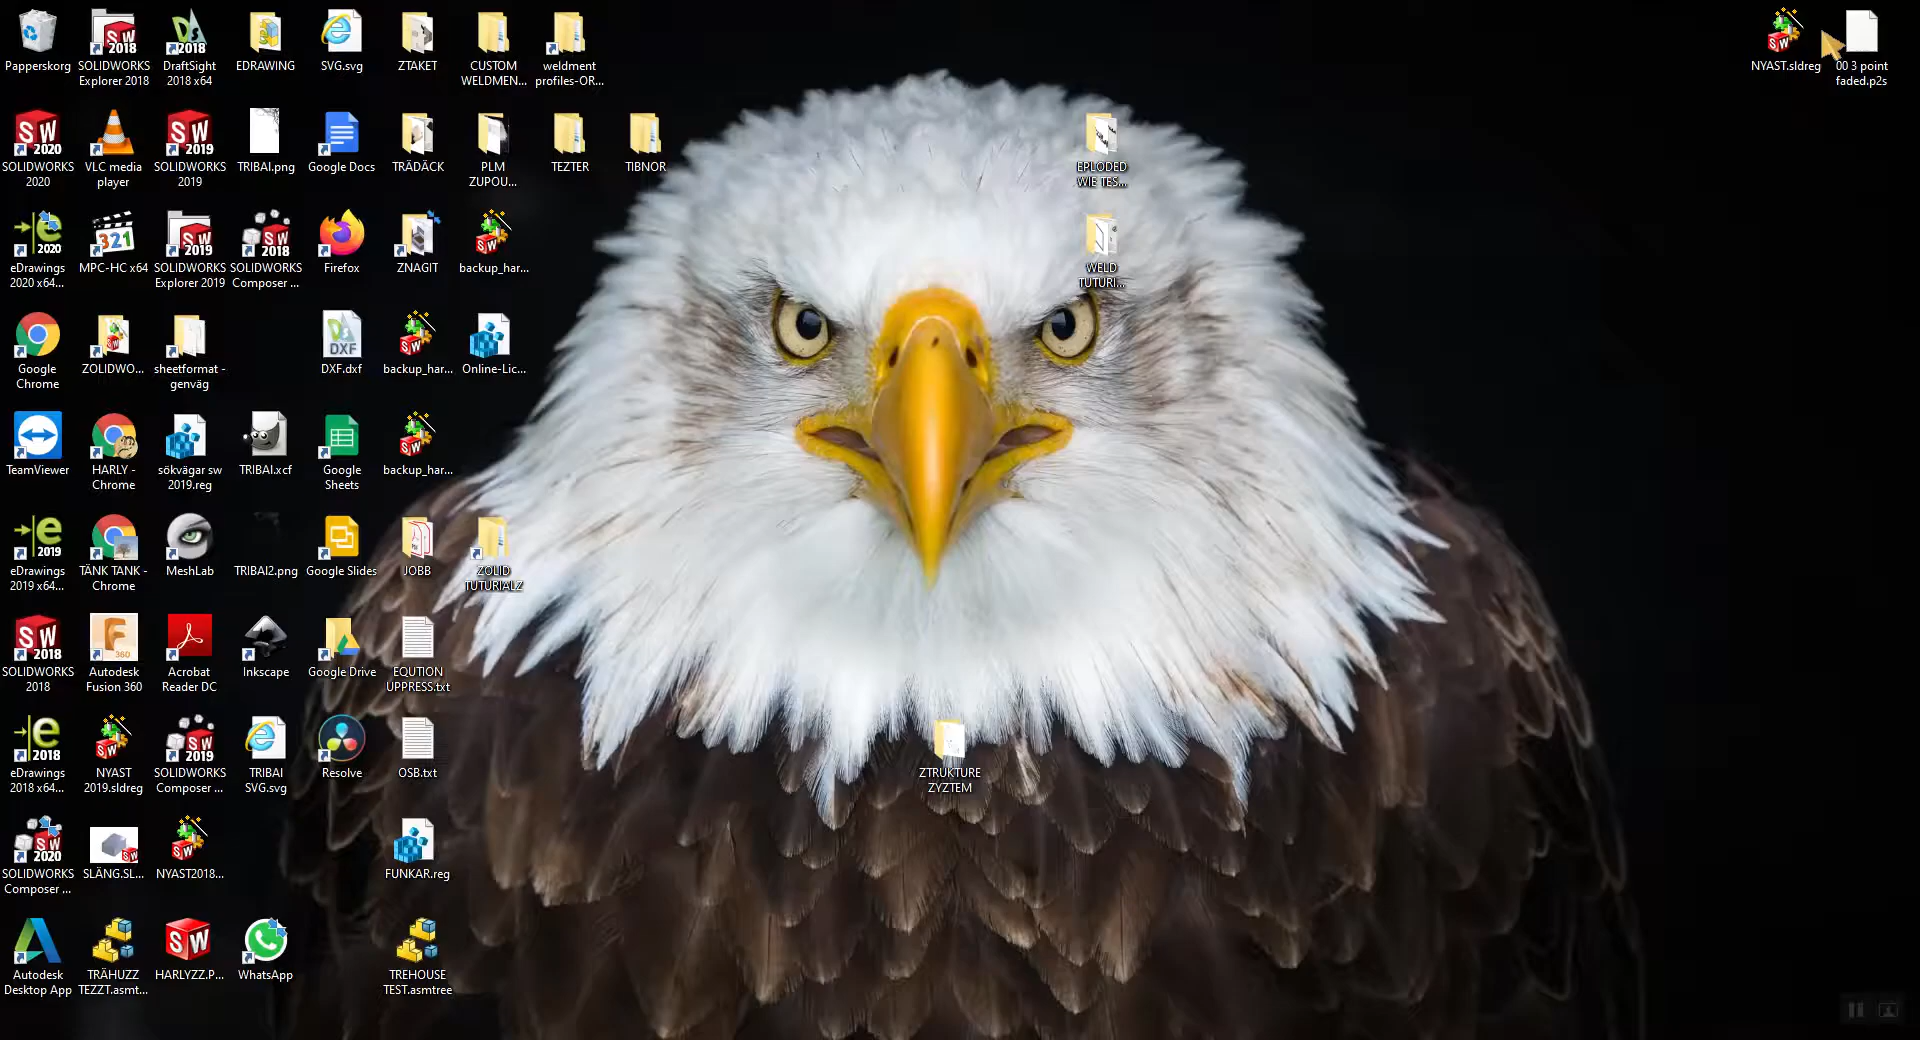 Papperskorg
SOLIDWORKS
Explorer 2018
DraftSight
2018 x64
EDRAWING
SVG.svg
ZTAKET
CUSTOM
WELDMEN...
weldment
profiles-OR...
NYAST.sldreg
00 3 point
faded.p2s
SOLIDWORKS
2020
VLC media
player
SOLIDWORKS
2019
TRIBAI.png
Google Docs
TRÄDÄCK
PLM
ZUPOU...
TEZTER
TIBNOR
EPLODED
WIE TES...
eDrawings
2020 x64...
MPC-HC x64
SOLIDWORKS
Explorer 2019
SOLIDWORKS
Composer ...
Firefox
ZNAGIT
backup_har...
WELD
TUTURI...
Google
Chrome
ZOLIDWO...
sheetformat -
genväg
DXF.dxf
backup_har...
Online-Lic...
TeamViewer
HARLY -
Chrome
sökvägar sw
2019.reg
TRIBAI.xcf
Google
Sheets
backup_har...
eDrawings
2019 x64...
TÄNK TANK -
Chrome
MeshLab
TRIBAI2.png
Google Slides
JOBB
ZOLID
TUTURIALZ
SOLIDWORKS
2018
Autodesk
Fusion 360
Acrobat
Reader DC
Inkscape
Google Drive
EQUTION
UPPRESS.txt
eDrawings
2018 x64...
NYAST
2019.sldreg
SOLIDWORKS
Composer ...
TRIBAI
SVG.svg
Resolve
OSB.txt
ZTRUKTURE
ZYZTEM
SOLIDWORKS
Composer ...
SLÄNG.SL...
NYAST2018...
FUNKAR.reg
Autodesk
Desktop App
TRÄHUZZ
TEZZT.asmt...
HARLYZZ.P...
WhatsApp
TREHOUSE
TEST.asmtree